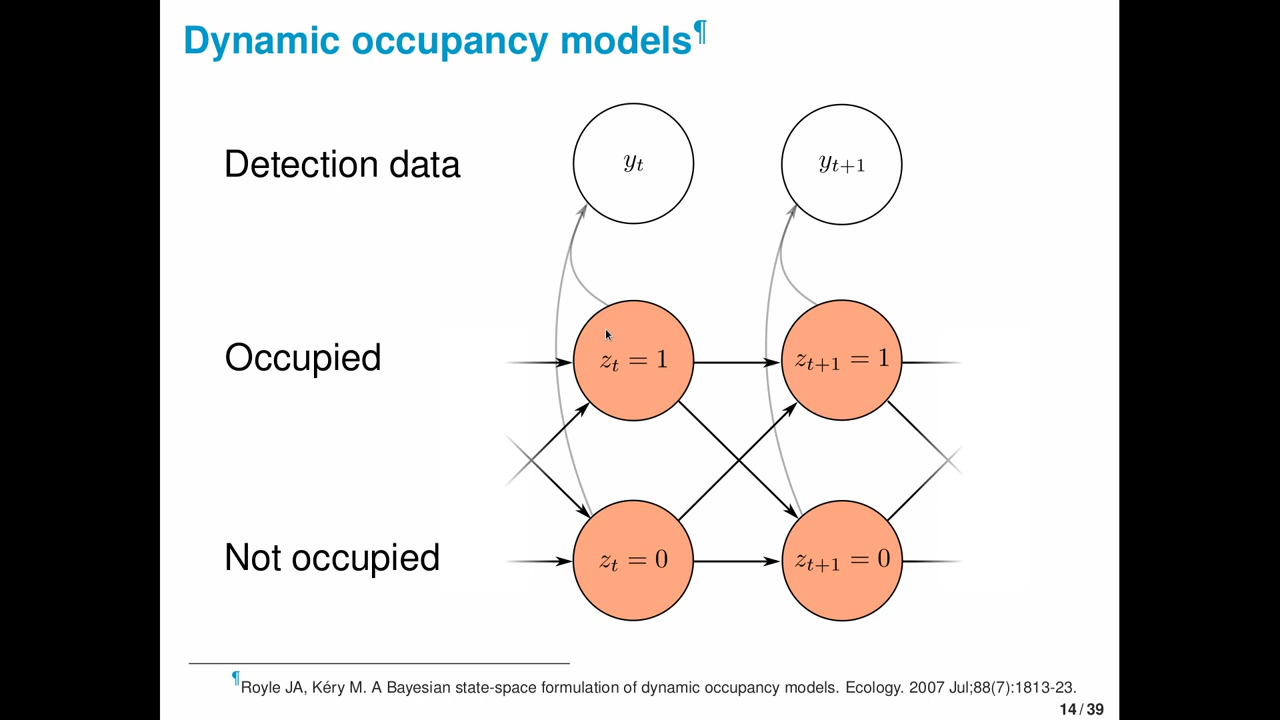 Dynamic occupancy models¶
Detection data
y_t
y_{t+1}
Occupied
z_t = 1
z_{t+1} = 1
Not occupied
z_t = 0
z_{t+1} = 0
¶Royle JA, Kéry M. A Bayesian state-space formulation of dynamic occupancy models. Ecology. 2007 Jul;88(7):1813-23.
14 / 39